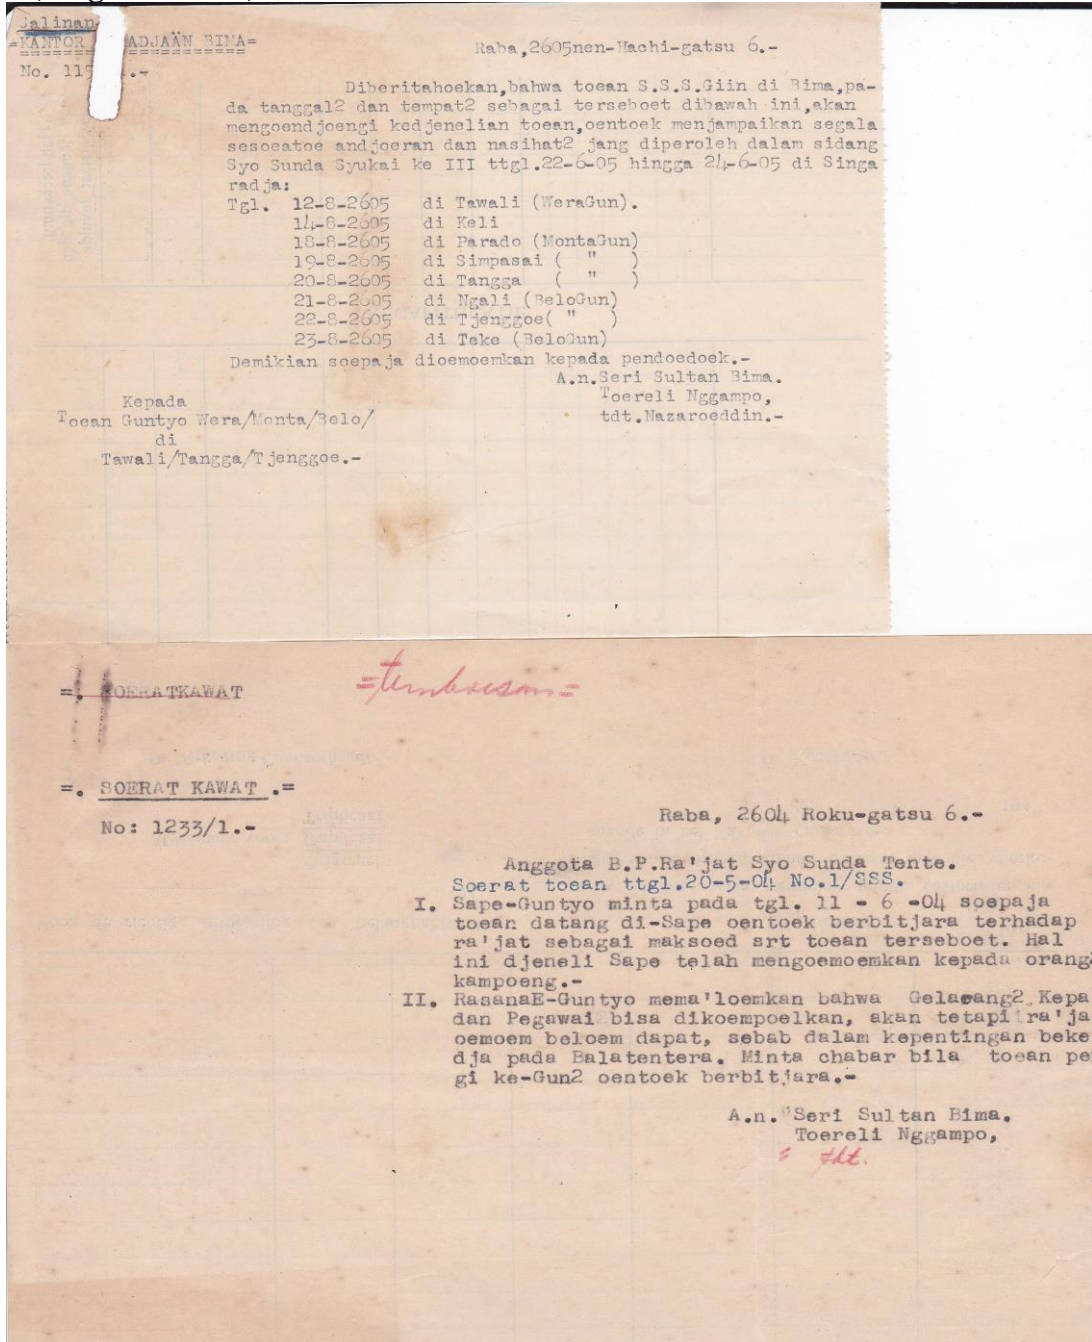 Salinan
=KANTOR ADJAÄN BIMA=
Raba,2605nen-Hachi-gatsu 6.-
No. 115 .-
Diberitahoekan,bahwa toean S.S.S.Giin di Bima,pa-
da tanggal2 dan tempat2 sebagai terseboet dibawah ini,akan
mengoendjoengi kedjenelian toean,oentoek menjampaikan segala
sesoeatoe andjoeran dan nasihat2 jang diperoleh dalam sidang
Syo Sunda Syukai ke III ttgl.22-6-05 hingga 24-6-05 di Singa
radja:
Tgl. 12-8-2605 di Tawali (WeraGun).
14-8-2605 di Keli
18-8-2605 di Parado (MontaGun)
19-8-2605 di Simpasai ( " )
20-8-2605 di Tangga ( " )
21-8-2605 di Ngali (BeloGun)
22-8-2605 di Tjenggoe( " )
23-8-2605 di Teke (BeloGun)
Demikian soepaja dioemoemkan kepada pendoedoek.-
A.n.Seri Sultan Bima.
Toereli Nggampo,
tdt.Nazaroeddin.-
Kepada
Toean Guntyo Wera/Monta/Belo/
di
Tawali/Tangga/Tjenggoe.-
=. SOERATKAWAT
=temboesan=
=. SOERAT KAWAT .=
No: 1233/1.-
Raba, 2604 Roku-gatsu 6.-
Anggota B.P.Ra'jat Syo Sunda Tente.
Soerat toean ttgl.20-5-04 No.1/SSS.
I. Sape-Guntyo minta pada tgl. 11 - 6 -04 soepaja
toean datang di-Sape oentoek berbitjara terhadap
ra'jat sebagai maksoed srt toean terseboet. Hal
ini djeneli Sape telah mengoemoemkan kepada orang
kampoeng.-
II. RasanaE-Guntyo mema'loemkan bahwa Gelarang2 Kepa
dan Pegawai bisa dikoempoelkan, akan tetapi ra'ja
oemoem beloem dapat, sebab dalam kepentingan beke
dja pada Balatentera. Minta chabar bila toean pe
gi ke-Gun2 oentoek berbitjara.-
A.n. Seri Sultan Bima.
Toereli Nggampo,
tdt.